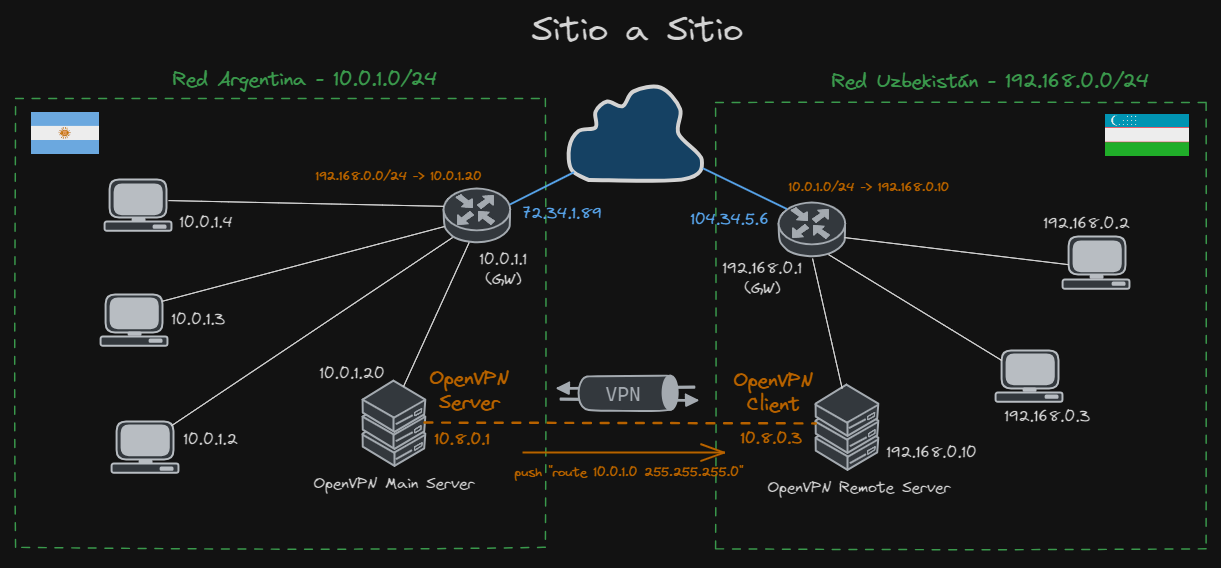 Sitio a Sitio
Red Argentina - 10.0.1.0/24
Red Uzbekistán - 192.168.0.0/24
192.168.0.0/24 -> 10.0.1.20
10.0.1.0/24 -> 192.168.0.10
10.0.1.4
72.34.1.89
104.34.5.6
192.168.0.2
10.0.1.1
(GW)
192.168.0.1
(GW)
10.0.1.3
10.0.1.20
OpenVPN
Server
VPN
OpenVPN
Client
192.168.0.3
10.0.1.2
10.8.0.1
10.8.0.3
192.168.0.10
push "route 10.0.1.0 255.255.255.0"
OpenVPN Main Server
OpenVPN Remote Server